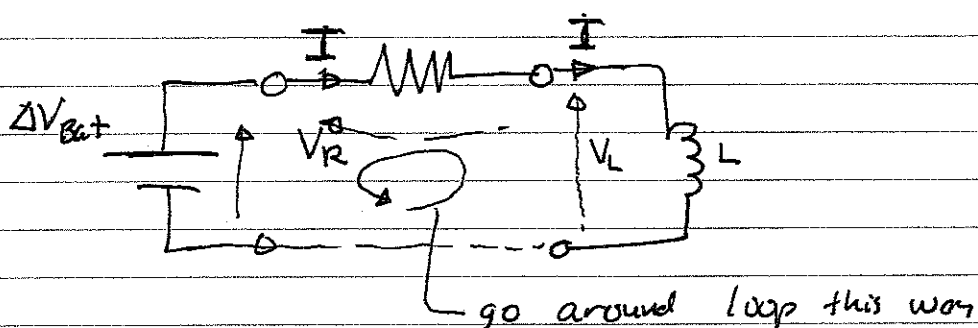 I I
ΔV_Bat
V_R
V_L L
go around loop this way